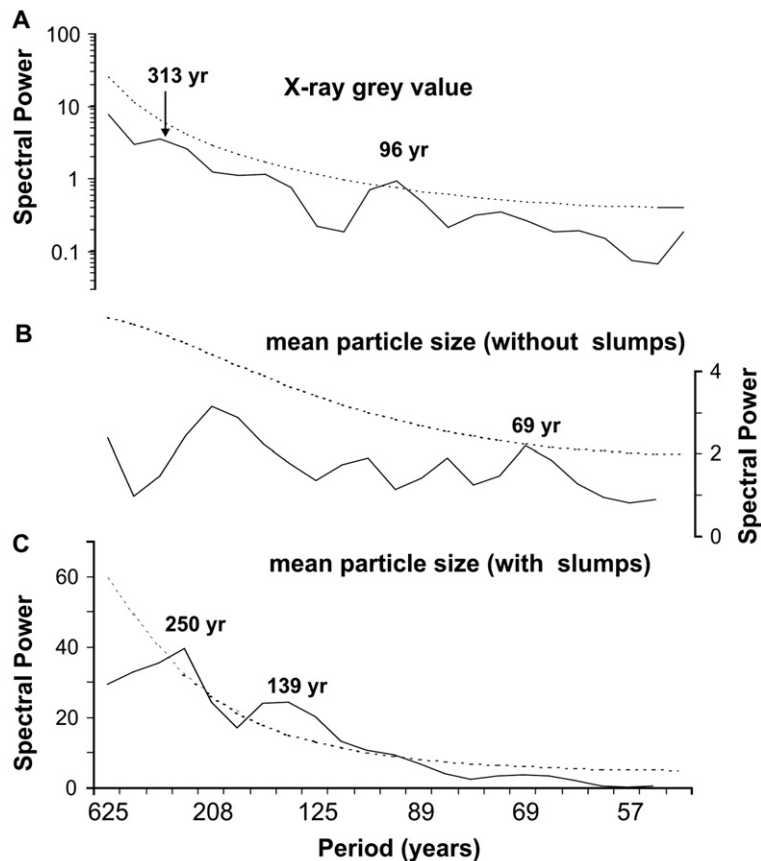 A
100
10
1
0.1
Spectral Power
313 yr
X-ray grey value
96 yr
B
mean particle size (without slumps)
69 yr
4
2
0
Spectral Power
C
mean particle size (with slumps)
60
40
20
0
Spectral Power
250 yr
139 yr
625 208 125 89 69 57
Period (years)